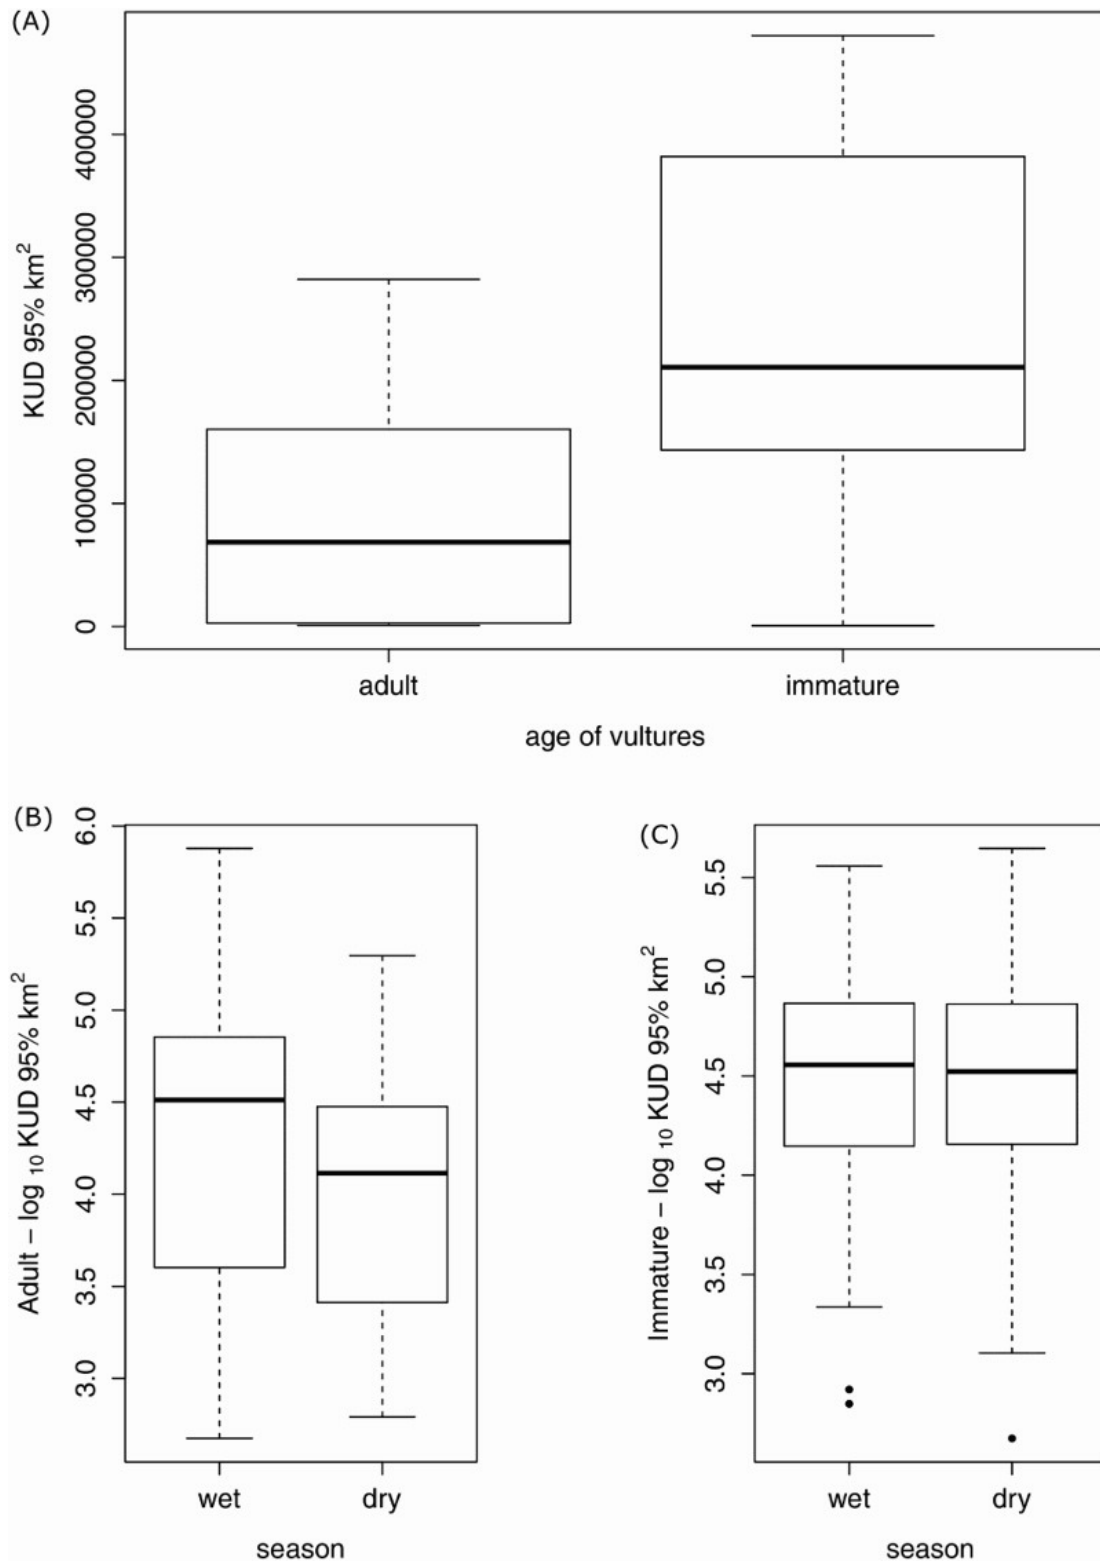 (A)
KUD 95% km²
400000
300000
200000
100000
0
adult immature
age of vultures
(B)
Adult – log 10 KUD 95% km²
6.0
5.5
5.0
4.5
4.0
3.5
3.0
wet dry
season
(C)
Immature – log 10 KUD 95% km²
5.5
5.0
4.5
4.0
3.5
3.0
wet dry
season